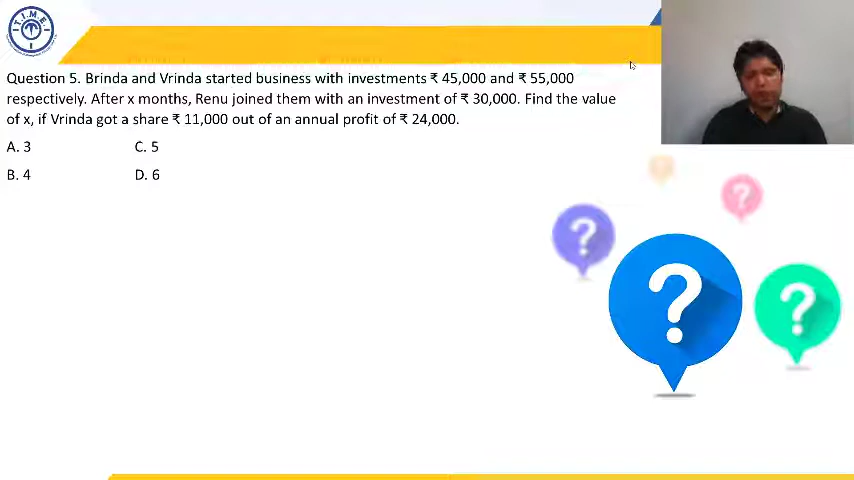 T.I.M.E.
Question 5. Brinda and Vrinda started business with investments ₹ 45,000 and ₹ 55,000
respectively. After x months, Renu joined them with an investment of ₹ 30,000. Find the value
of x, if Vrinda got a share ₹ 11,000 out of an annual profit of ₹ 24,000.
A. 3 C. 5
B. 4 D. 6